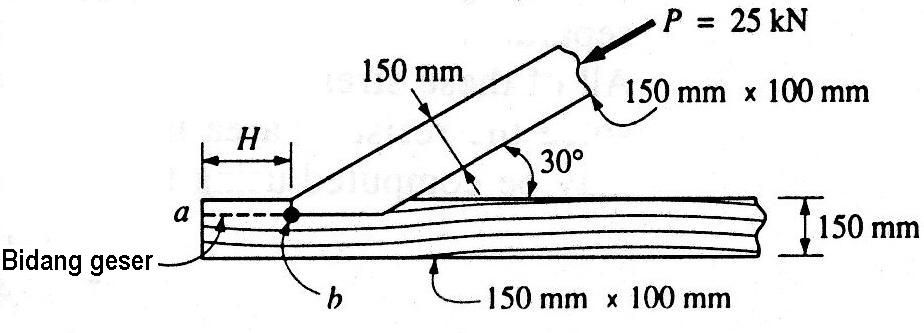 P = 25 kN
150 mm
150 mm x 100 mm
H
30°
a
150 mm
Bidang geser
b
150 mm x 100 mm